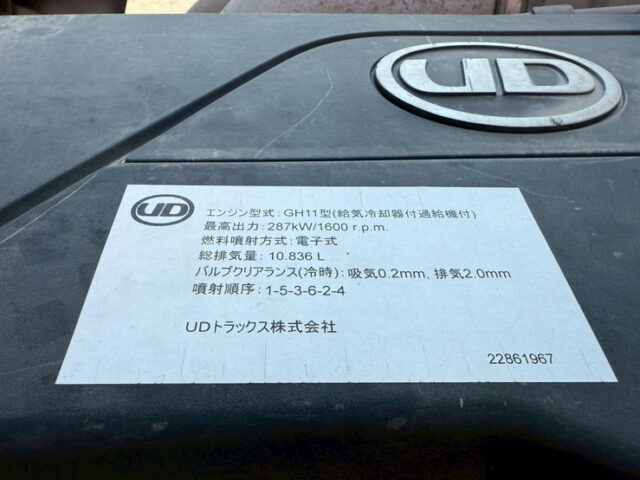 UD
UD エンジン型式: GH11型(給気冷却器付過給機付)
最高出力: 287kW/1600 r.p.m.
燃料噴射方式: 電子式
総排気量: 10.836 L
バルブクリアランス(冷時): 吸気0.2mm, 排気2.0mm
噴射順序: 1-5-3-6-2-4
UDトラックス株式会社
22861967